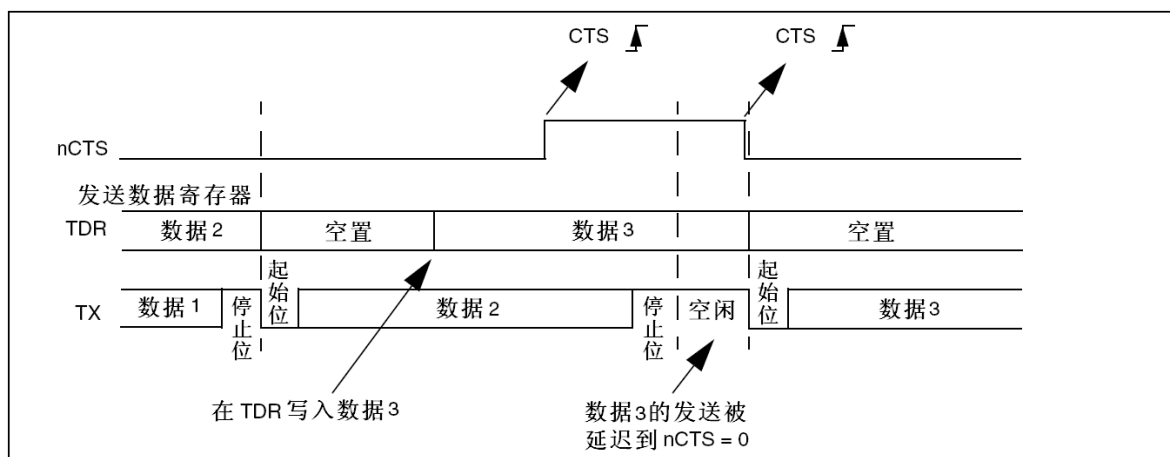 CTS
CTS
nCTS
发送数据寄存器
TDR
数据2
空置
数据3
空置
TX
数据1
停止位
起始位
数据2
停止位
空闲
起始位
数据3
在 TDR 写入数据3
数据3的发送被
延迟到 nCTS = 0